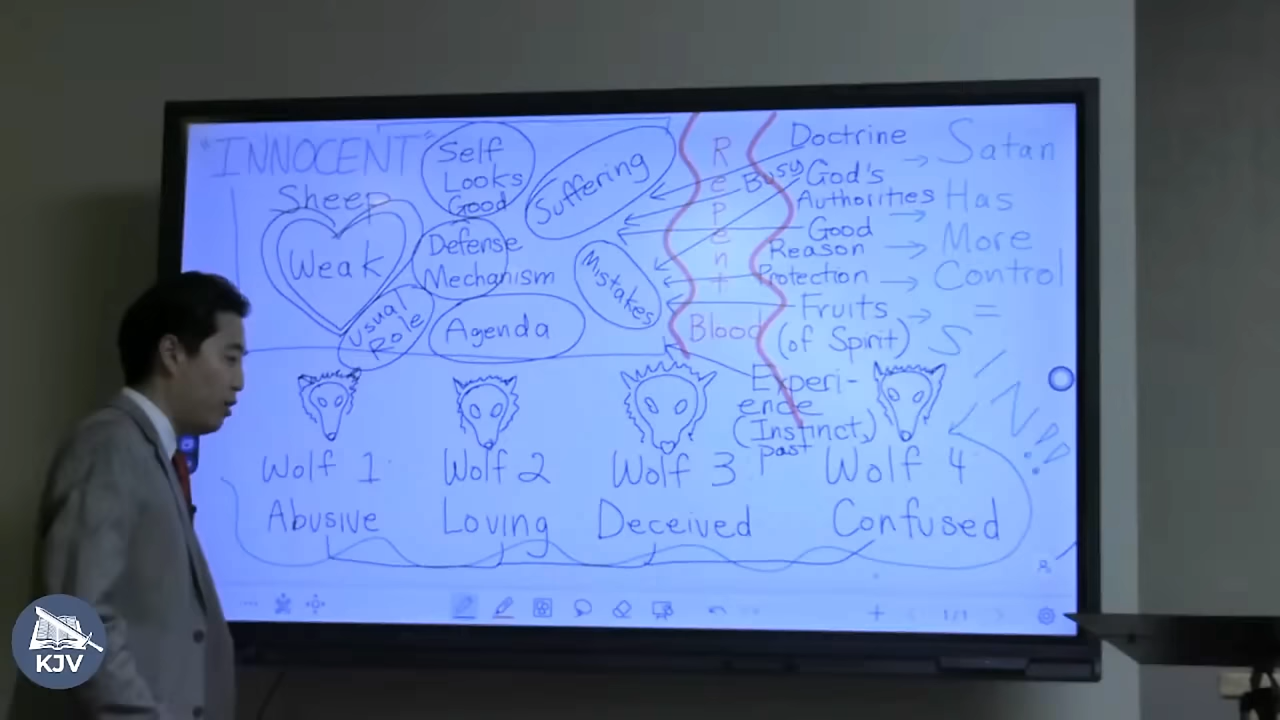 "INNOCENT"
Sheep
Weak
Self
Looks
Good
Defense
Mechanism
Usual
Role
Agenda
Suffering
Mistakes
R
e
p
e
n
t
Blood
Doctrine
Busy God's
Authorities
Good
Reason
Protection
Fruits
(of Spirit)
Experi-
ence
(Instinct,)
past
Satan
Has
More
Control
=
S
Wolf 1
Abusive
Wolf 2
Loving
Wolf 3
Deceived
Wolf 4
Confused
1/1
KJV